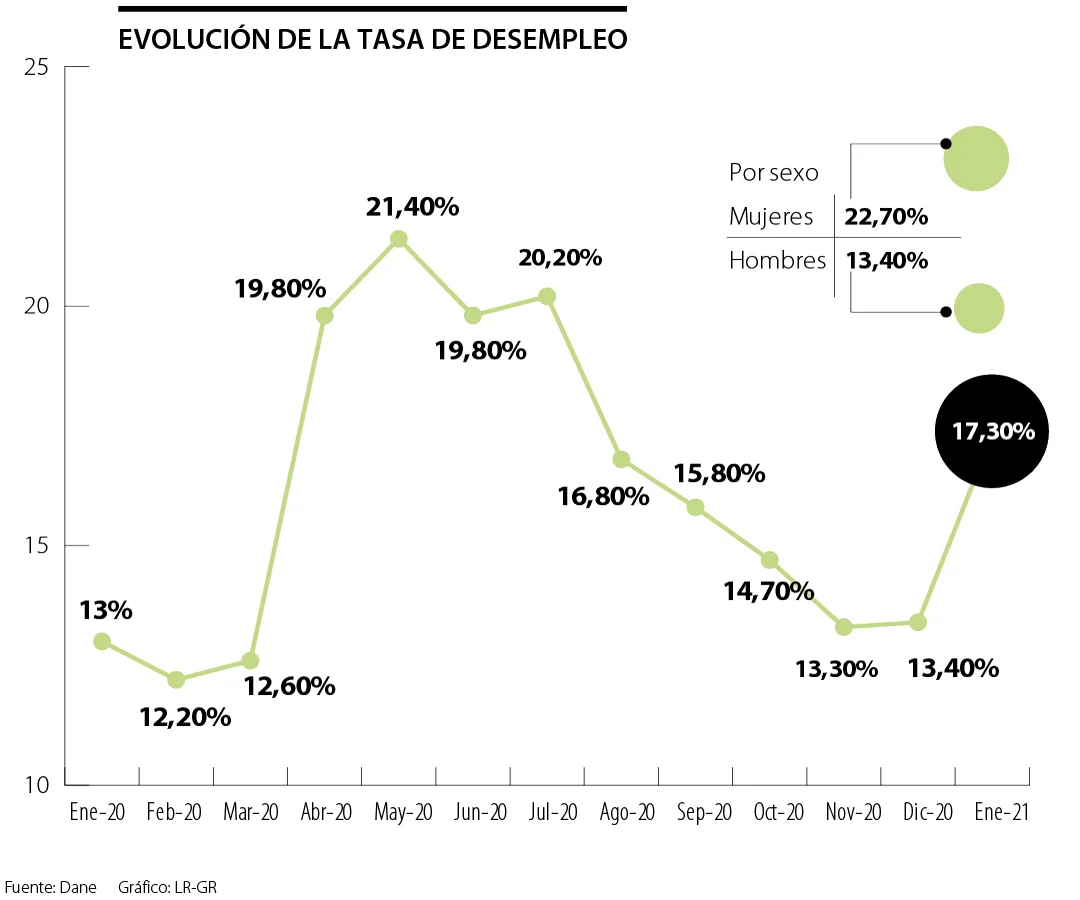 EVOLUCIÓN DE LA TASA DE DESEMPLEO
25
20
15
10
Por sexo
Mujeres 22,70%
Hombres 13,40%
13%
12,20%
12,60%
19,80%
21,40%
19,80%
20,20%
16,80%
15,80%
14,70%
13,30%
13,40%
17,30%
Ene-20 Feb-20 Mar-20 Abr-20 May-20 Jun-20 Jul-20 Ago-20 Sep-20 Oct-20 Nov-20 Dic-20 Ene-21
Fuente: Dane Gráfico: LR-GR